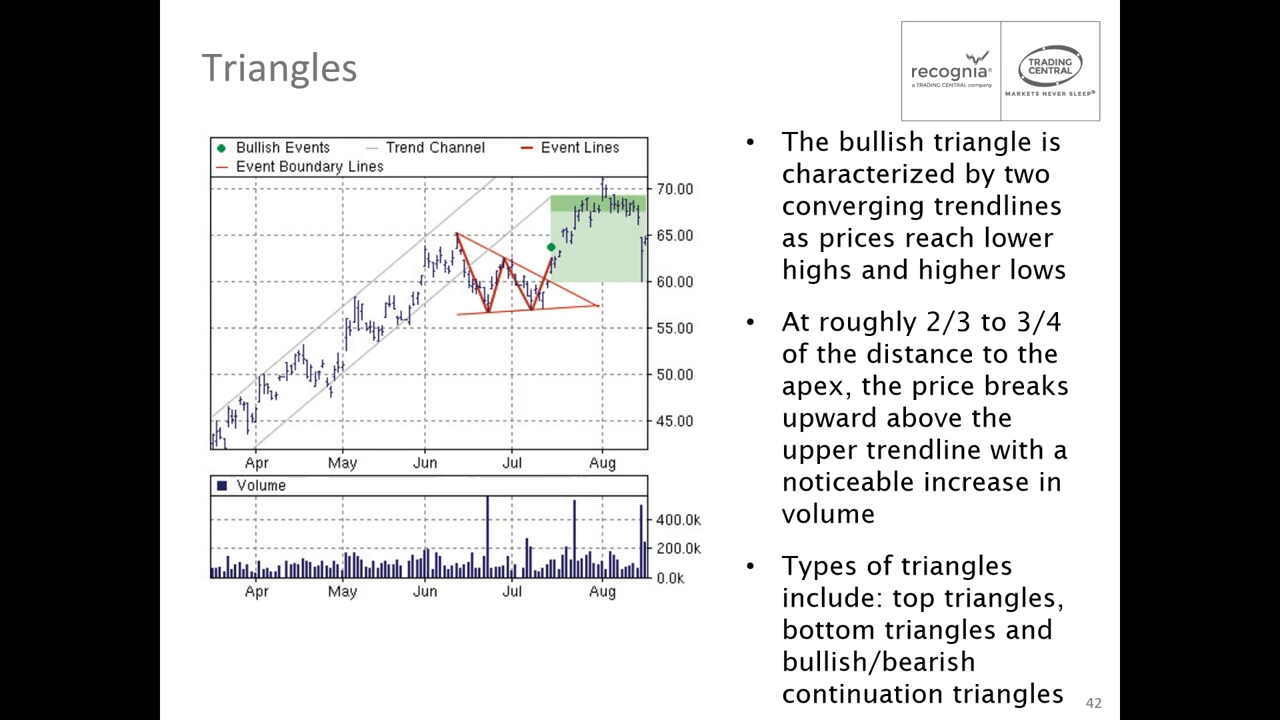 Triangles
recognia®
a TRADING CENTRAL company
TRADING
CENTRAL
MARKETS NEVER SLEEP®
Bullish Events
Trend Channel
Event Lines
Event Boundary Lines
70.00
65.00
60.00
55.00
50.00
45.00
Apr May Jun Jul Aug
Volume
400.0k
200.0k
0.0k
Apr May Jun Jul Aug
• The bullish triangle is
characterized by two
converging trendlines
as prices reach lower
highs and higher lows
• At roughly 2/3 to 3/4
of the distance to the
apex, the price breaks
upward above the
upper trendline with a
noticeable increase in
volume
• Types of triangles
include: top triangles,
bottom triangles and
bullish/bearish
continuation triangles
42